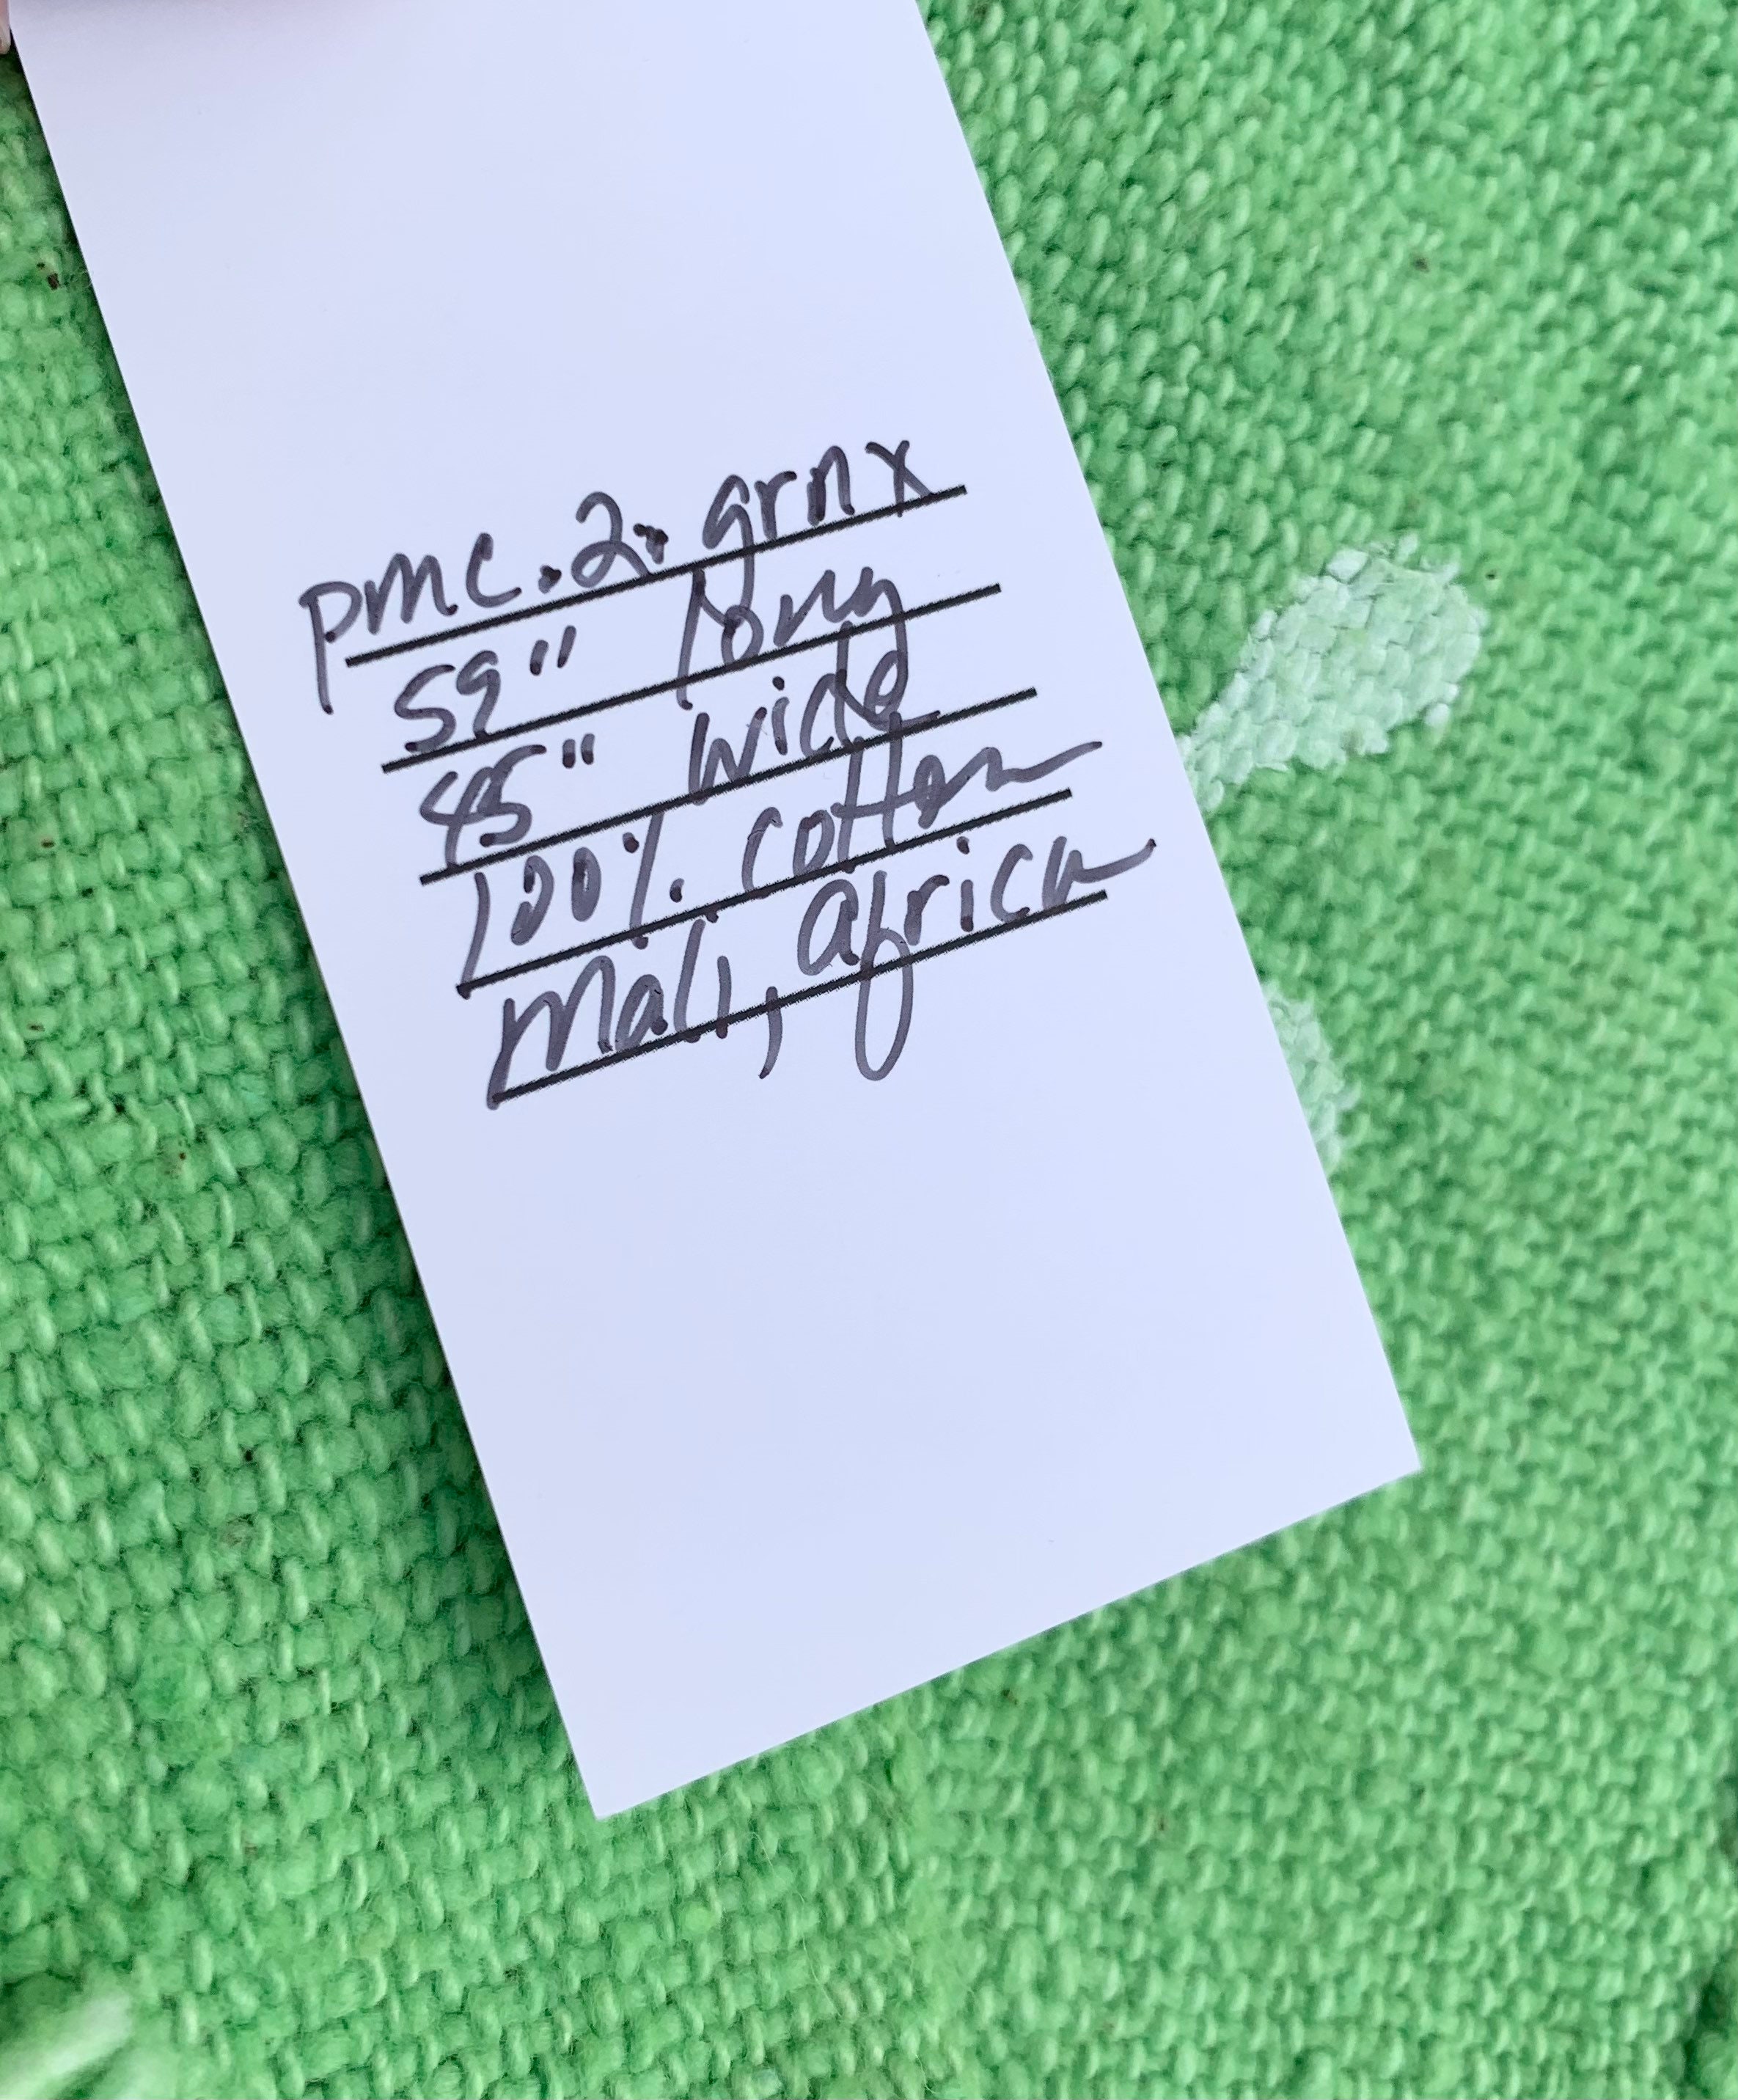 pmc.2.grnx
59" long
45" wide
100% cotton
mali, africa